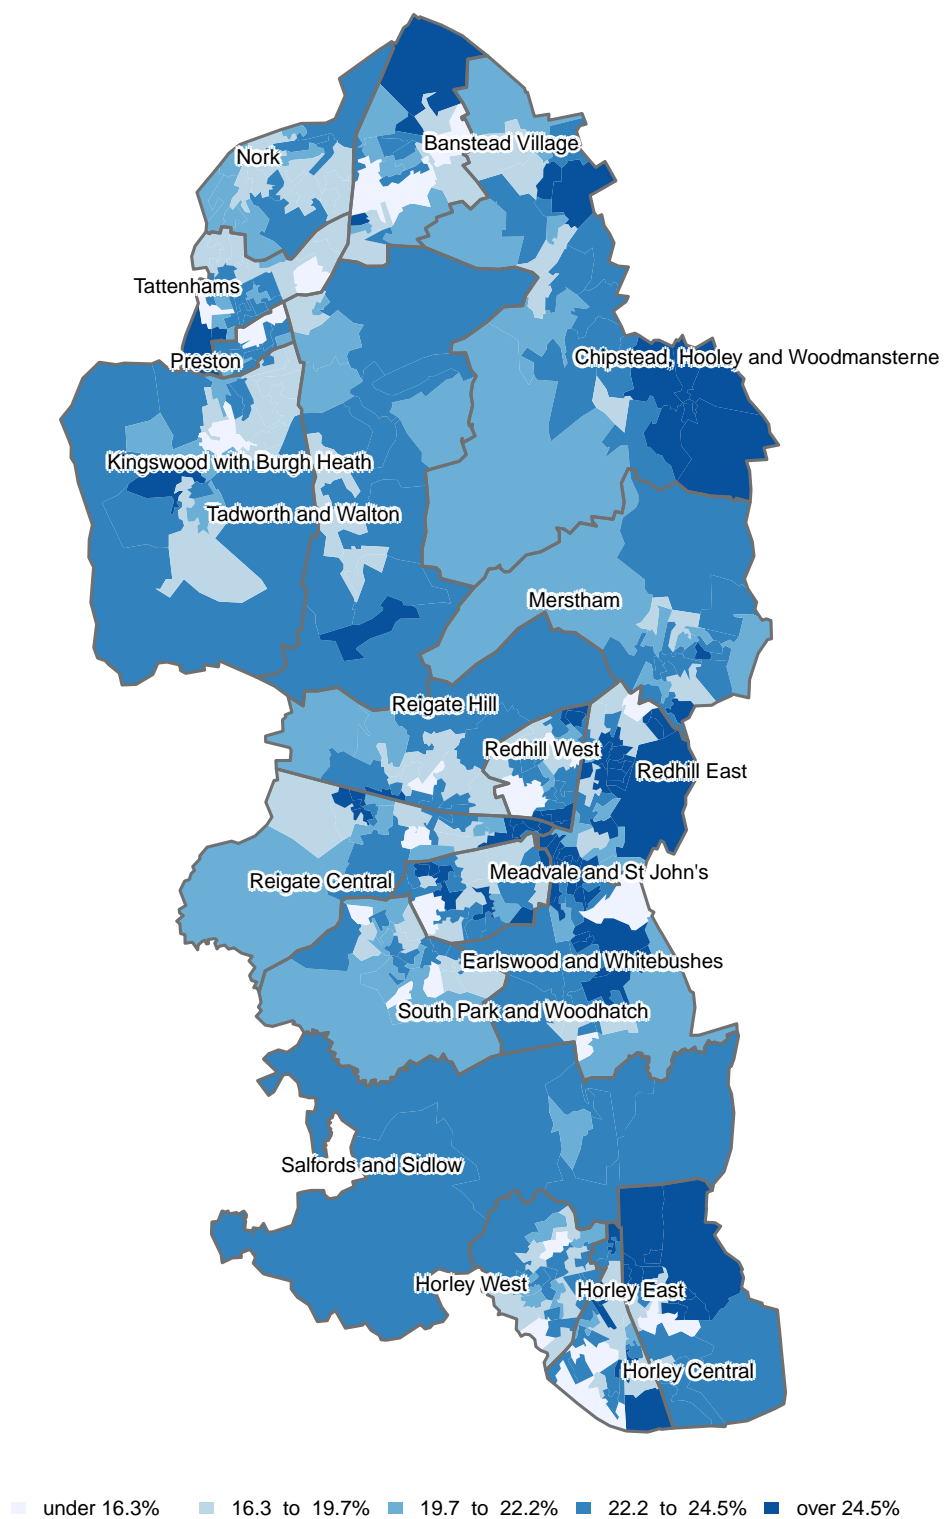 Banstead Village
Nork
Tattenhams
Preston
Chipstead, Hooley and Woodmansterne
Kingswood with Burgh Heath
Tadworth and Walton
Merstham
Reigate Hill
Redhill West
Redhill East
Meadvale and St John's
Reigate Central
Earlswood and Whitebushes
South Park and Woodhatch
Salfords and Sidlow
Horley West
Horley East
Horley Central
under 16.3% 16.3 to 19.7% 19.7 to 22.2% 22.2 to 24.5% over 24.5%